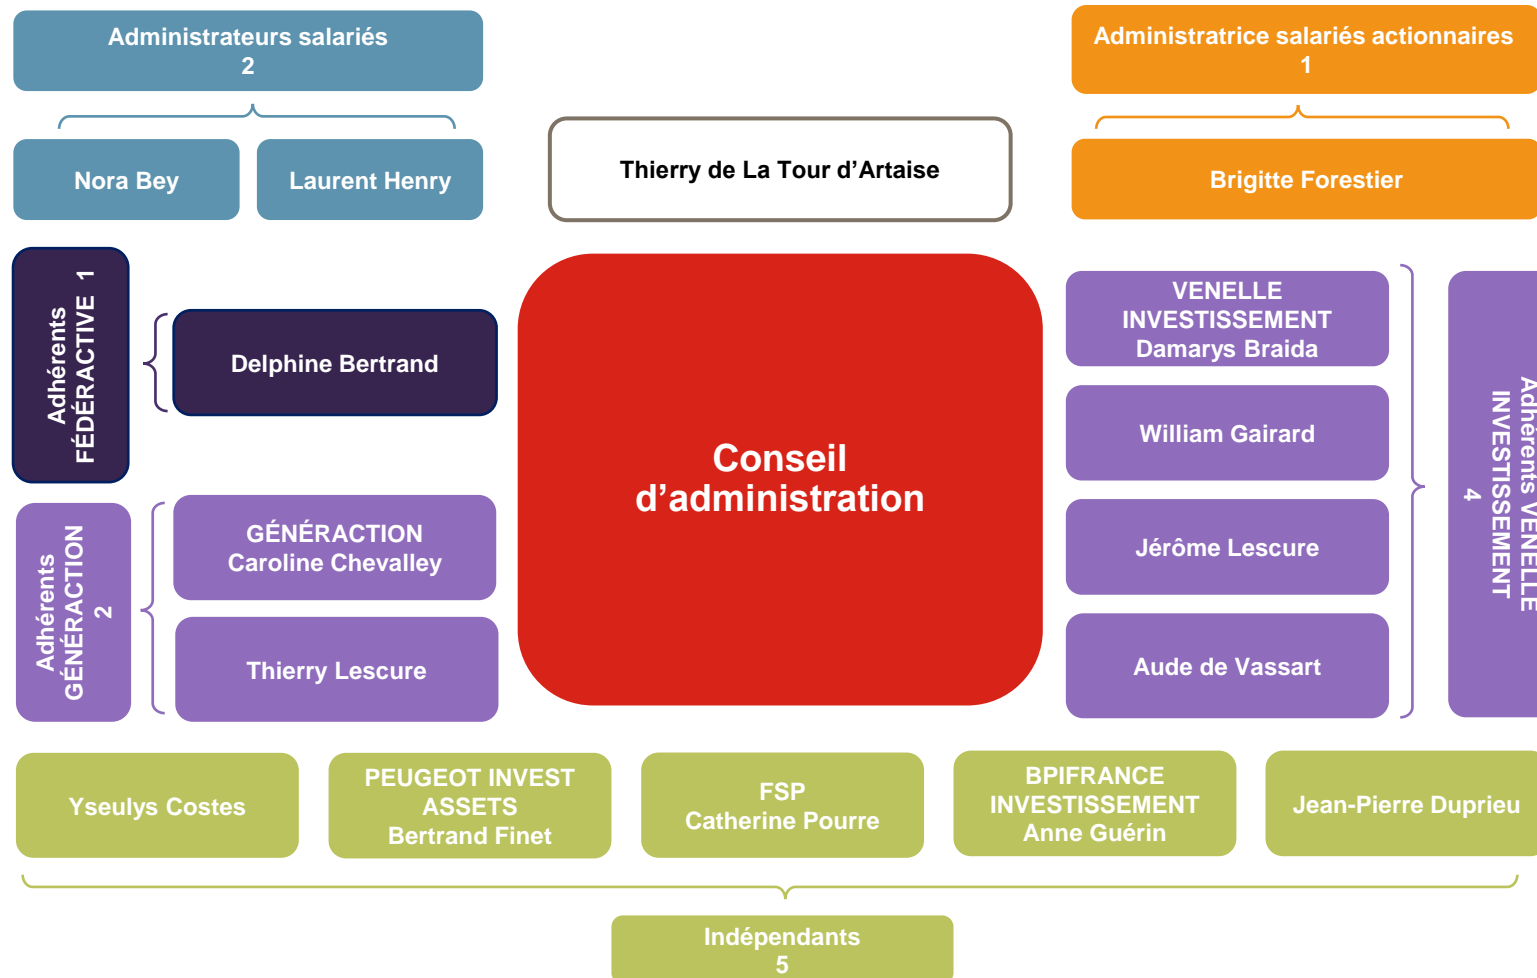 Administrateurs salariés
2
Nora Bey
Laurent Henry
Thierry de La Tour d’Artaise
Administratrice salariés actionnaires
1
Brigitte Forestier
Adhérents
FÉDÉRACTIVE 1
Delphine Bertrand
Adhérents
GÉNÉRACTION
2
GÉNÉRACTION
Caroline Chevalley
Thierry Lescure
Conseil
d’administration
VENELLE
INVESTISSEMENT
Damarys Braida
William Gairard
Jérôme Lescure
Aude de Vassart
Adhérents VENELLE
INVESTISSEMENT
4
Yseulys Costes
PEUGEOT INVEST
ASSETS
Bertrand Finet
FSP
Catherine Pourre
BPIFRANCE
INVESTISSEMENT
Anne Guérin
Jean-Pierre Duprieu
Indépendants
5